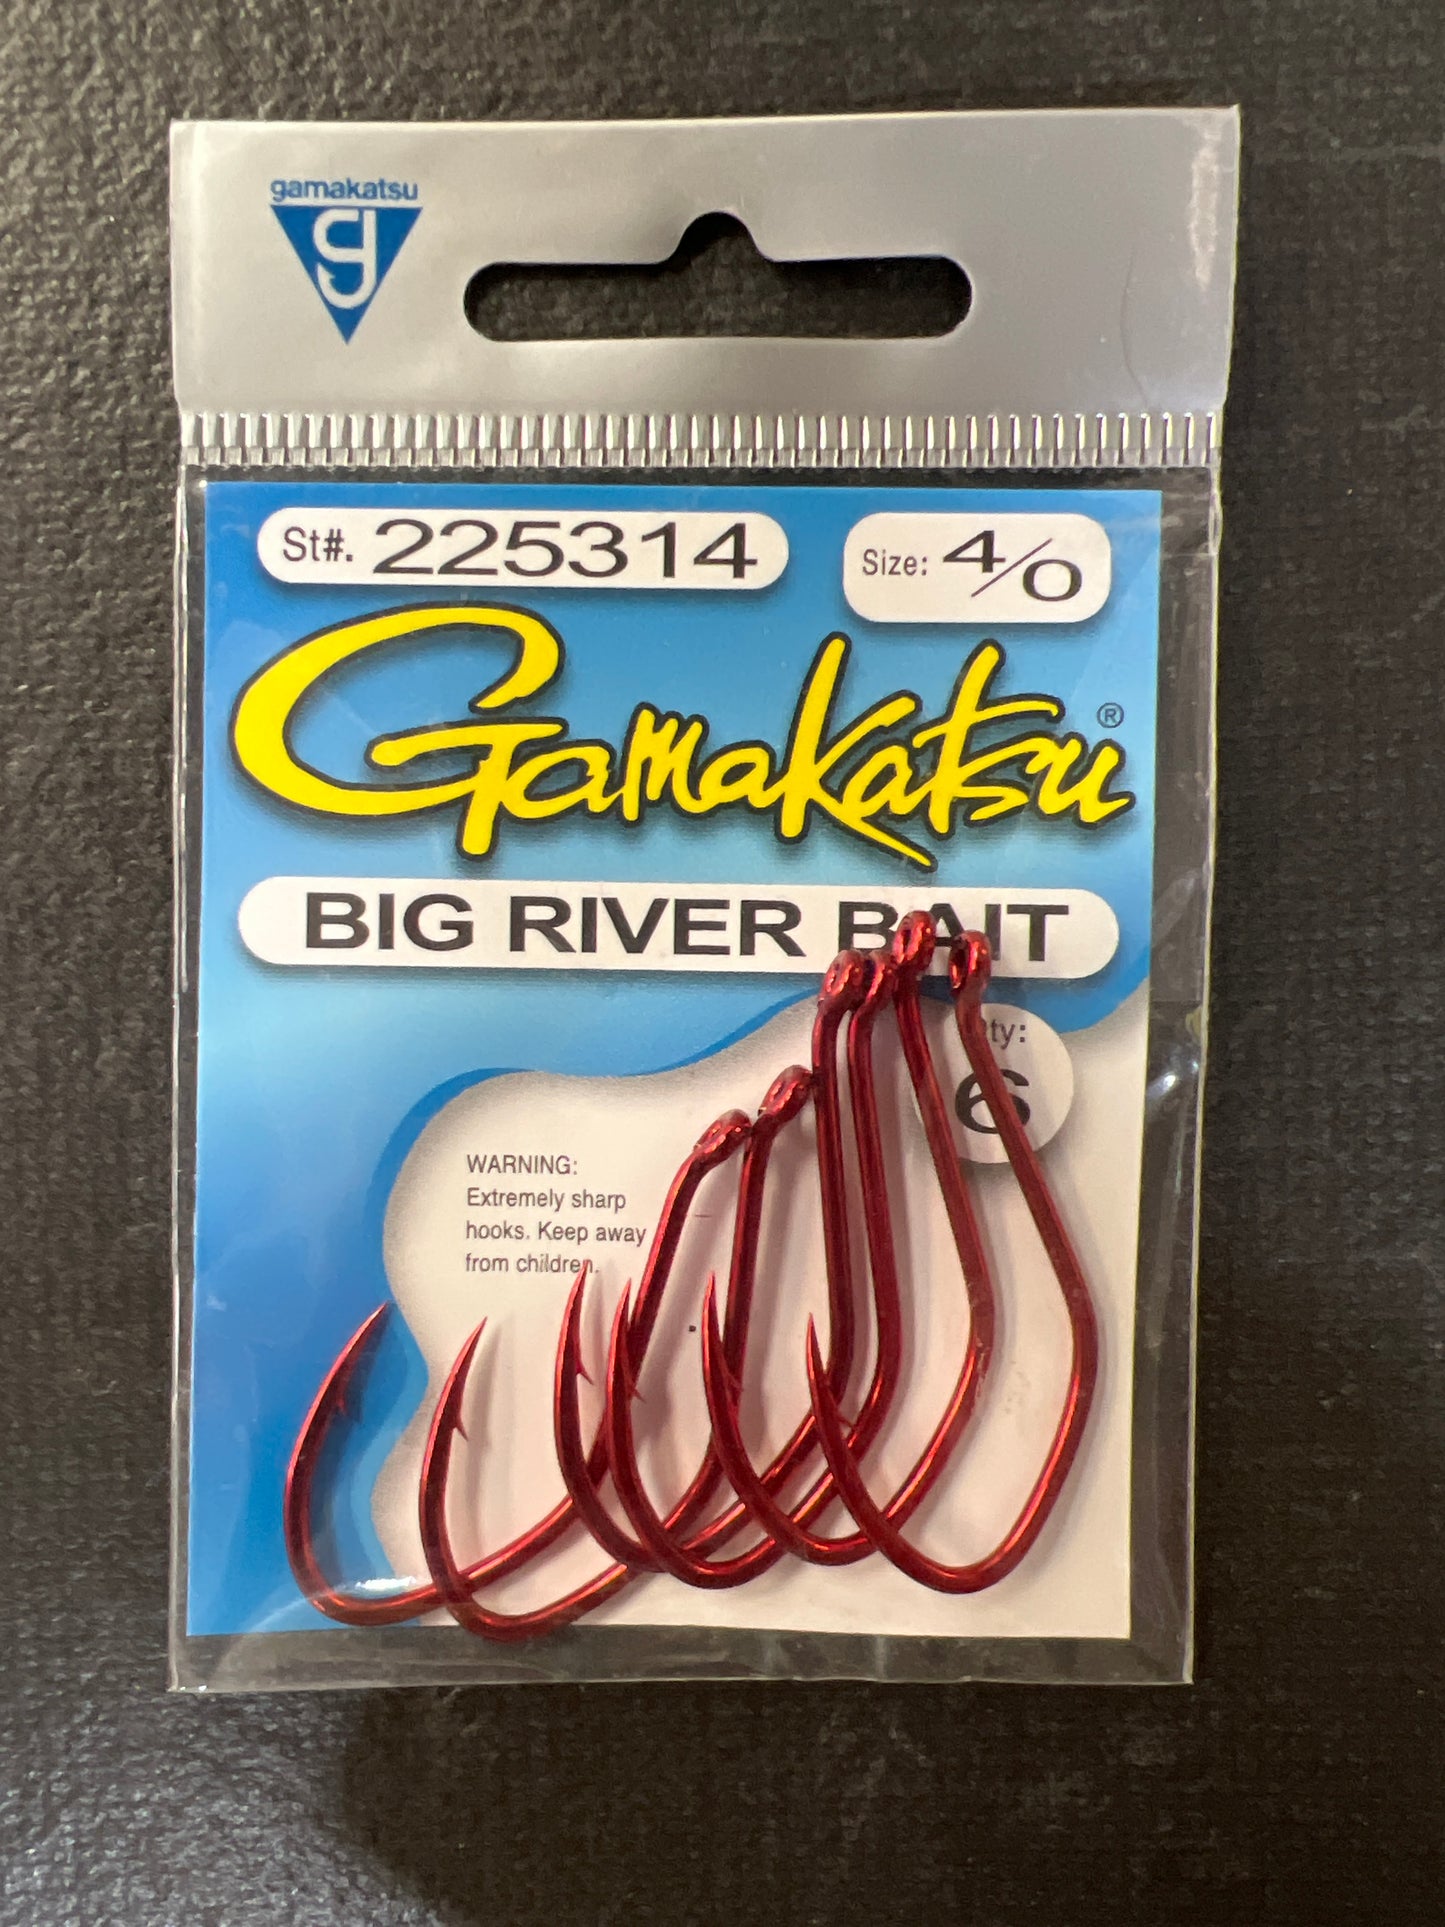 gamakatsu
g
St#. 225314
Size: 4/0
Gamakatsu®
BIG RIVER BAIT
Qty:
6
WARNING:
Extremely sharp
hooks. Keep away
from children.